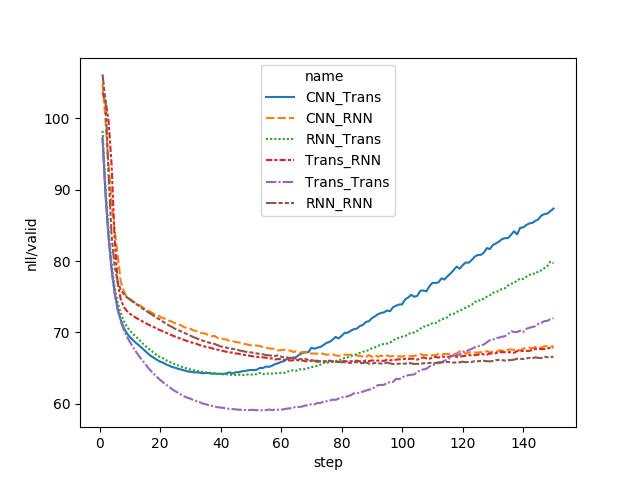 name
CNN_Trans
CNN_RNN
RNN_Trans
Trans_RNN
Trans_Trans
RNN_RNN
nll/valid
100
90
80
70
60
0 20 40 60 80 100 120 140
step